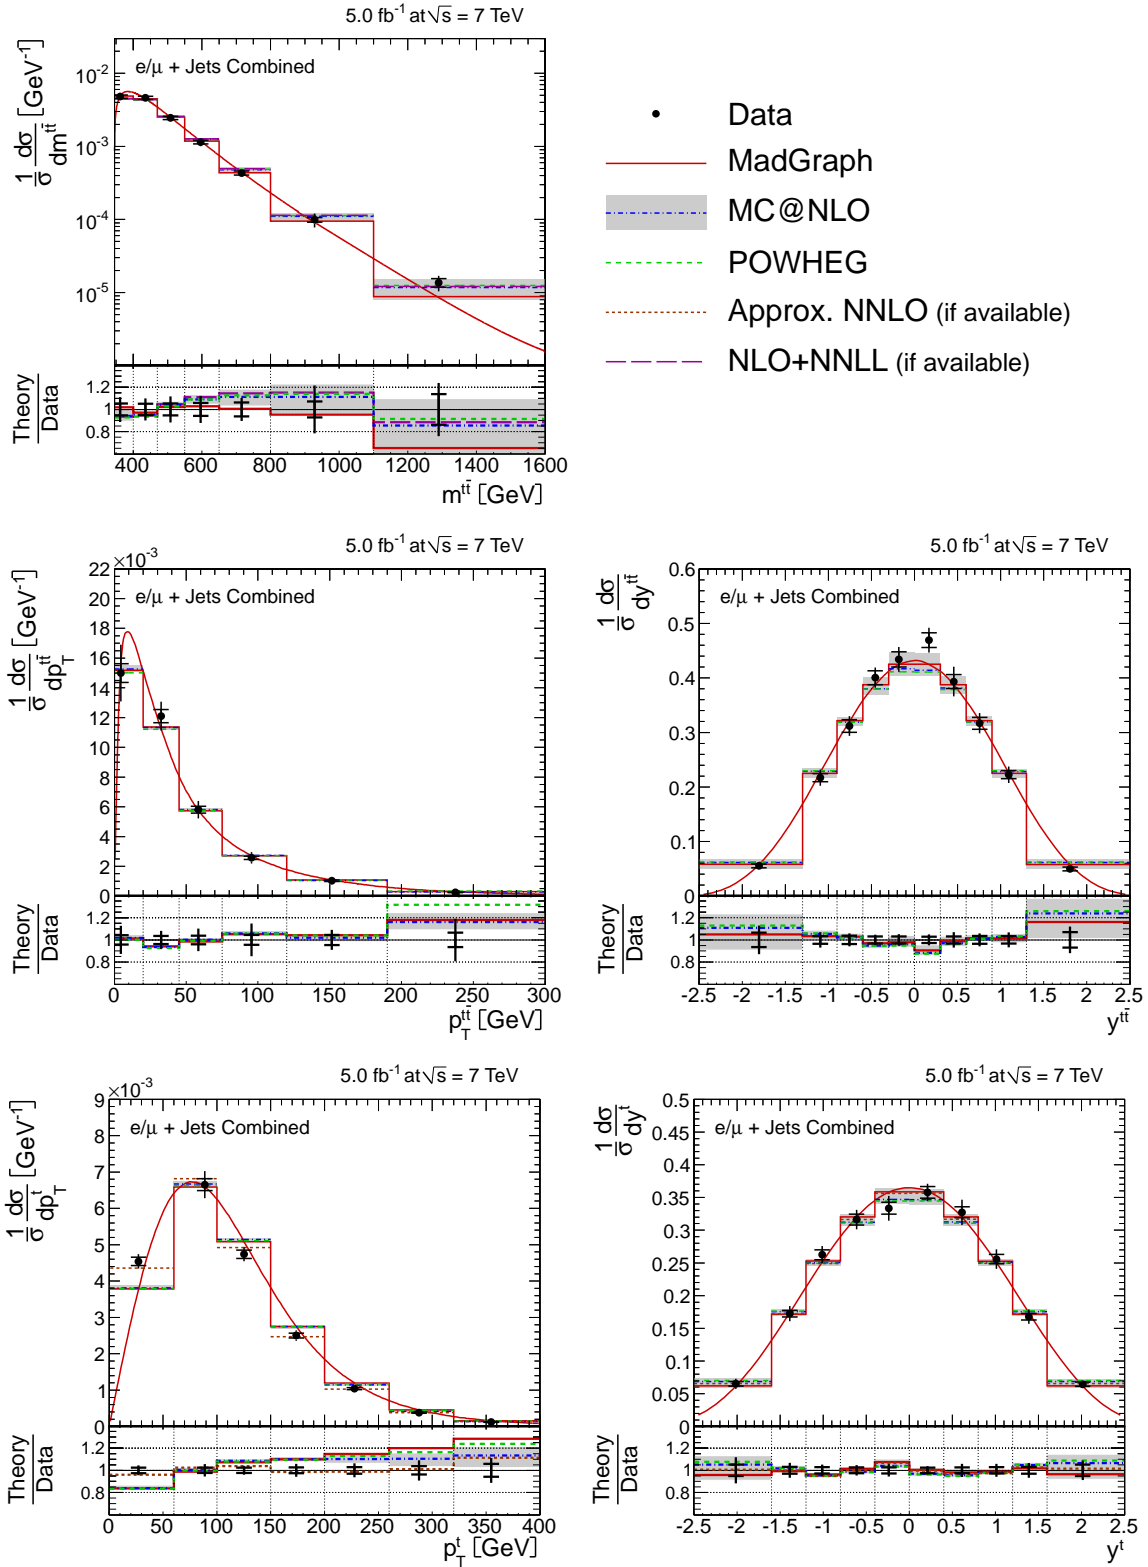 5.0 fb⁻¹ at √s = 7 TeV
e/μ + Jets Combined
1/σ dσ/dm^tt̄ [GeV⁻¹]
10⁻²
10⁻³
10⁻⁴
10⁻⁵
Theory/Data
1.2
1
0.8
400 600 800 1000 1200 1400 1600
m^tt̄ [GeV]
Data
MadGraph
MC@NLO
POWHEG
Approx. NNLO (if available)
NLO+NNLL (if available)
5.0 fb⁻¹ at √s = 7 TeV
×10⁻³
e/μ + Jets Combined
1/σ dσ/dp_T^tt̄ [GeV⁻¹]
22
20
18
16
14
12
10
8
6
4
2
0
Theory/Data
1.2
1
0.8
0 50 100 150 200 250 300
p_T^tt̄ [GeV]
5.0 fb⁻¹ at √s = 7 TeV
e/μ + Jets Combined
1/σ dσ/dy^tt̄
0.6
0.5
0.4
0.3
0.2
0.1
0
Theory/Data
1.2
1
0.8
-2.5 -2 -1.5 -1 -0.5 0 0.5 1 1.5 2 2.5
y^tt̄
5.0 fb⁻¹ at √s = 7 TeV
×10⁻³
e/μ + Jets Combined
1/σ dσ/dp_T^t [GeV⁻¹]
9
8
7
6
5
4
3
2
1
0
Theory/Data
1.2
1
0.8
0 50 100 150 200 250 300 350 400
p_T^t [GeV]
5.0 fb⁻¹ at √s = 7 TeV
e/μ + Jets Combined
1/σ dσ/dy^t
0.5
0.45
0.4
0.35
0.3
0.25
0.2
0.15
0.1
0.05
0
Theory/Data
1.2
1
0.8
-2.5 -2 -1.5 -1 -0.5 0 0.5 1 1.5 2 2.5
y^t